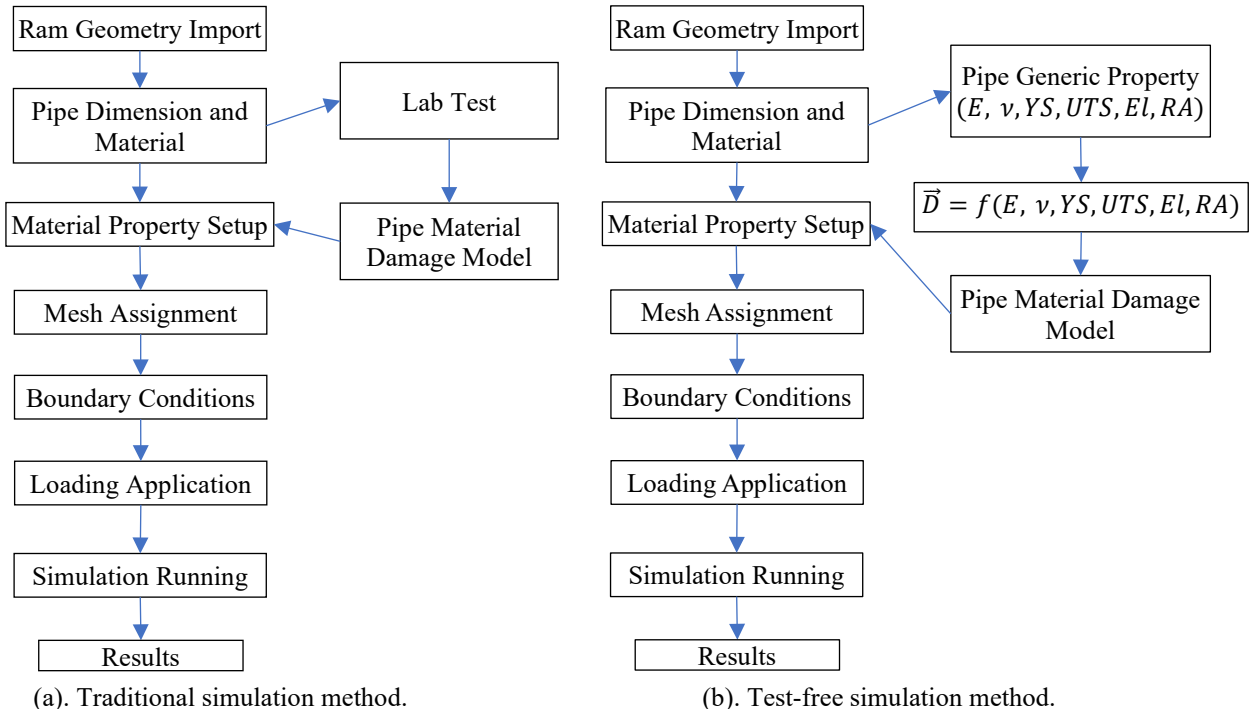 Ram Geometry Import
Pipe Dimension and
Material
Lab Test
Material Property Setup
Pipe Material
Damage Model
Mesh Assignment
Boundary Conditions
Loading Application
Simulation Running
Results
(a). Traditional simulation method.
Ram Geometry Import
Pipe Dimension and
Material
Pipe Generic Property
(E, ν, YS, UTS, El, RA)
D⃗ = f(E, ν, YS, UTS, El, RA)
Material Property Setup
Pipe Material Damage
Model
Mesh Assignment
Boundary Conditions
Loading Application
Simulation Running
Results
(b). Test-free simulation method.